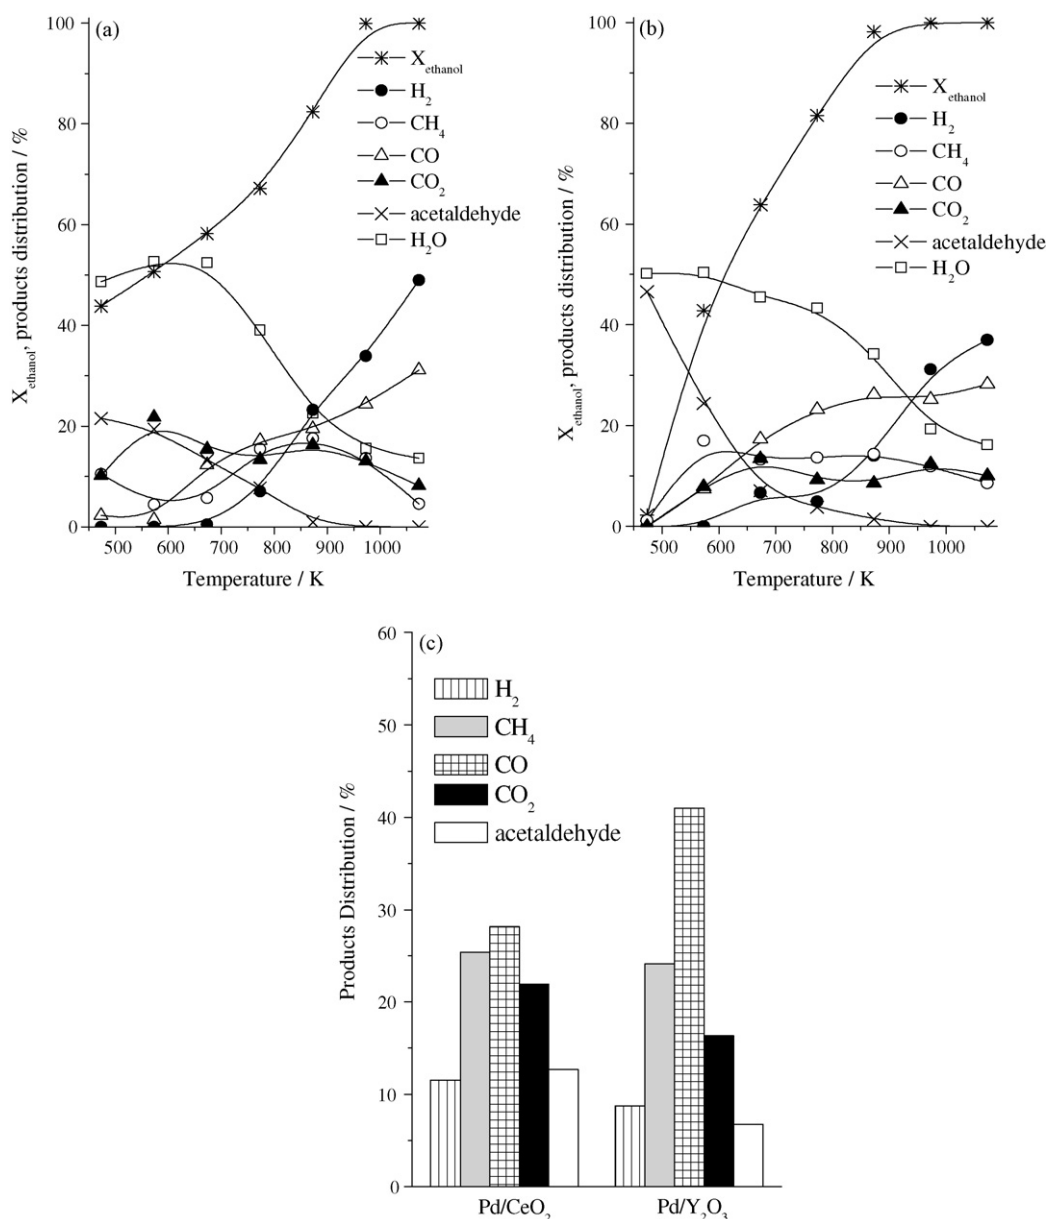 (a)
X_ethanol, products distribution / %
100
80
60
40
20
0
X_ethanol
H₂
CH₄
CO
CO₂
acetaldehyde
H₂O
500 600 700 800 900 1000
Temperature / K
(b)
X_ethanol, products distribution / %
100
80
60
40
20
0
X_ethanol
H₂
CH₄
CO
CO₂
acetaldehyde
H₂O
500 600 700 800 900 1000
Temperature / K
(c)
Products Distribution / %
60
50
40
30
20
10
0
H₂
CH₄
CO
CO₂
acetaldehyde
Pd/CeO₂ Pd/Y₂O₃